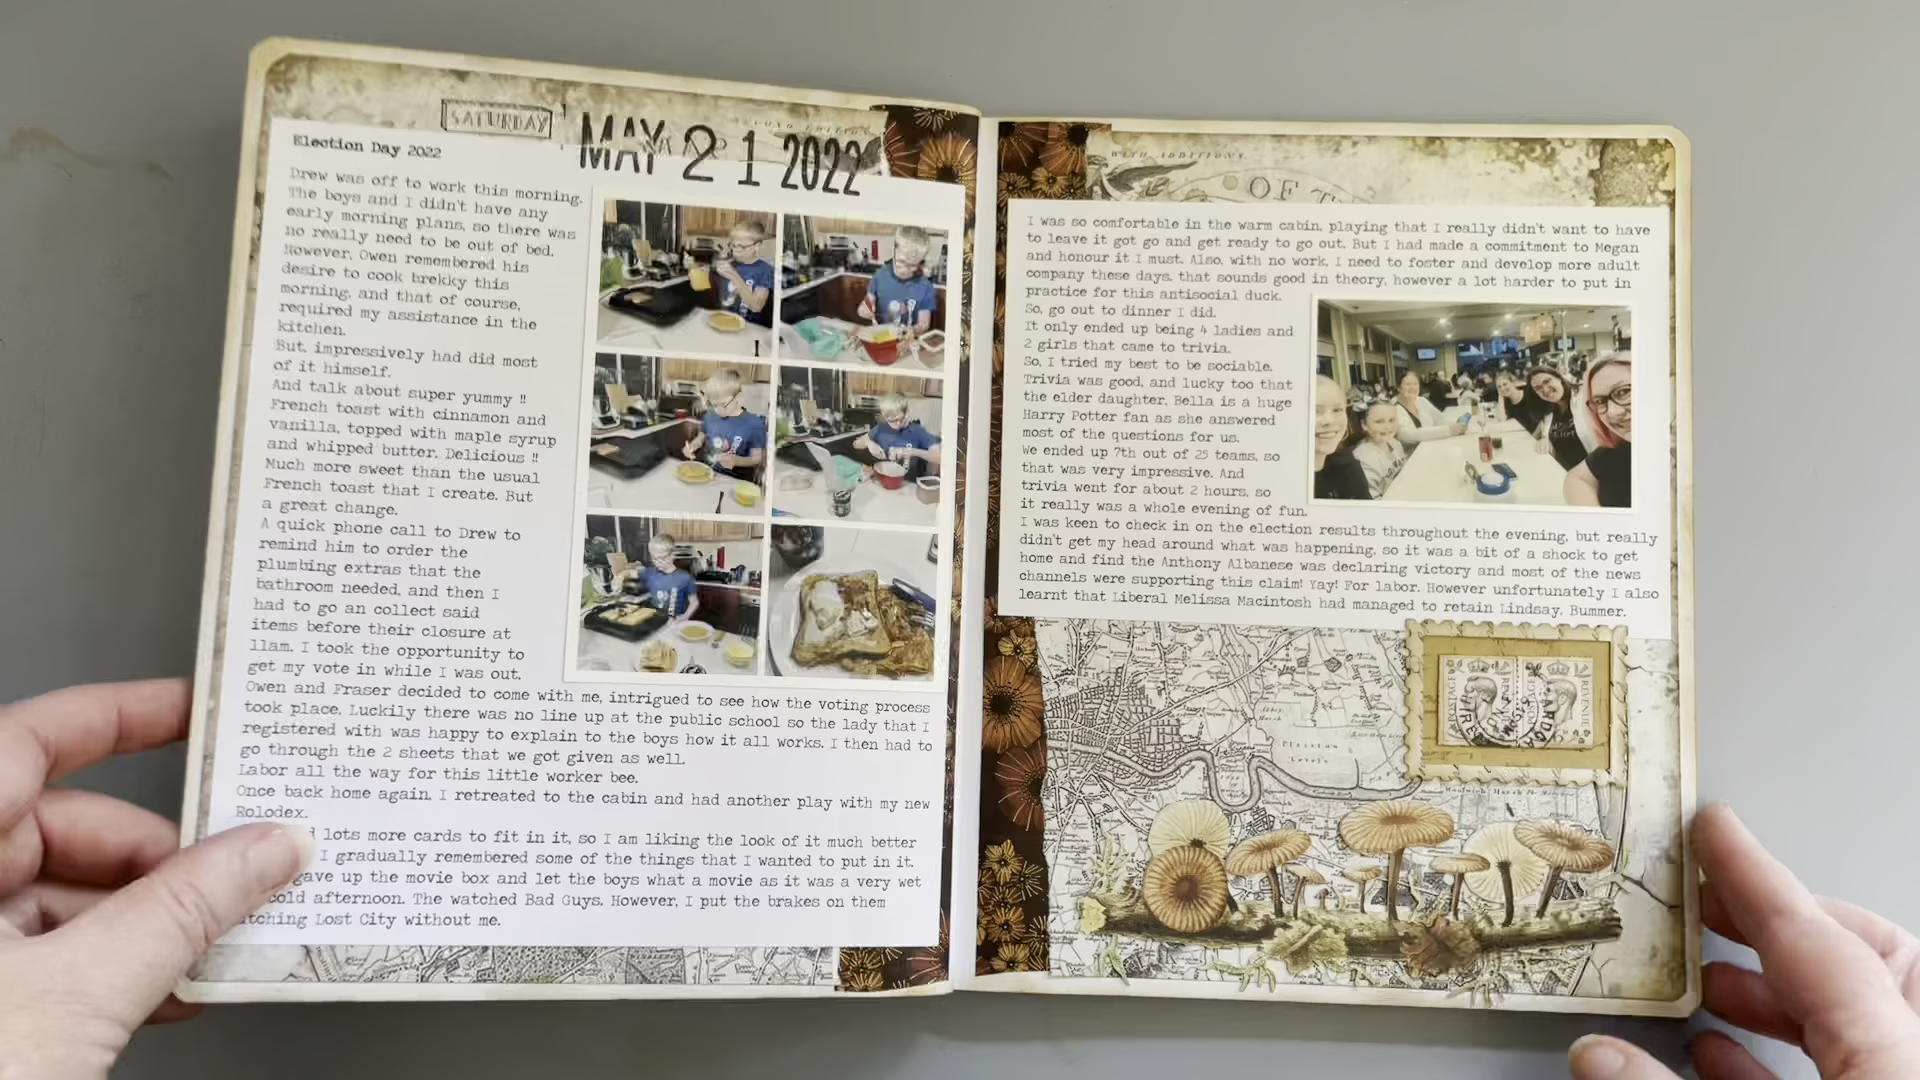 SATURDAY
MAY 21 2022
Election Day 2022
Drew was off to work this morning.
The boys and I didn't have any
early morning plans, so there was
no really need to be out of bed.
However, Owen remembered his
desire to cook brekky this
morning, and that of course,
required my assistance in the
kitchen.
But, impressively had did most
of it himself.
And talk about super yummy !!
French toast with cinnamon and
vanilla, topped with maple syrup
and whipped butter. Delicious !!
Much more sweet than the usual
French toast that I create. But
a great change.
A quick phone call to Drew to
remind him to order the
plumbing extras that the
bathroom needed, and then I
had to go an collect said
items before their closure at
11am. I took the opportunity to
get my vote in while I was out.
Owen and Fraser decided to come with me, intrigued to see how the voting process
took place. Luckily there was no line up at the public school so the lady that I
registered with was happy to explain to the boys how it all works. I then had to
go through the 2 sheets that we got given as well.
Labor all the way for this little worker bee.
Once back home again, I retreated to the cabin and had another play with my new
Rolodex.
lots more cards to fit in it, so I am liking the look of it much better
I gradually remembered some of the things that I wanted to put in it.
gave up the movie box and let the boys what a movie as it was a very wet
cold afternoon. The watched Bad Guys. However, I put the brakes on them
Lost City without me.
WITH ADDITIONS
OF
I was so comfortable in the warm cabin, playing that I really didn't want to have
to leave it got go and get ready to go out. But I had made a commitment to Megan
and honour it I must. Also, with no work, I need to foster and develop more adult
company these days, that sounds good in theory, however a lot harder to put in
practice for this antisocial duck.
So, go out to dinner I did.
It only ended up being 4 ladies and
2 girls that came to trivia.
So, I tried my best to be sociable.
Trivia was good, and lucky too that
the elder daughter, Bella is a huge
Harry Potter fan as she answered
most of the questions for us.
We ended up 7th out of 25 teams, so
that was very impressive. And
trivia went for about 2 hours, so
it really was a whole evening of fun.
I was keen to check in on the election results throughout the evening, but really
didn't get my head around what was happening, so it was a bit of a shock to get
home and find the Anthony Albanese was declaring victory and most of the news
channels were supporting this claim! Yay! For labor. However unfortunately I also
learnt that Liberal Melissa Macintosh had managed to retain Lindsay. Bummer.
POSTAGE
REVENUE